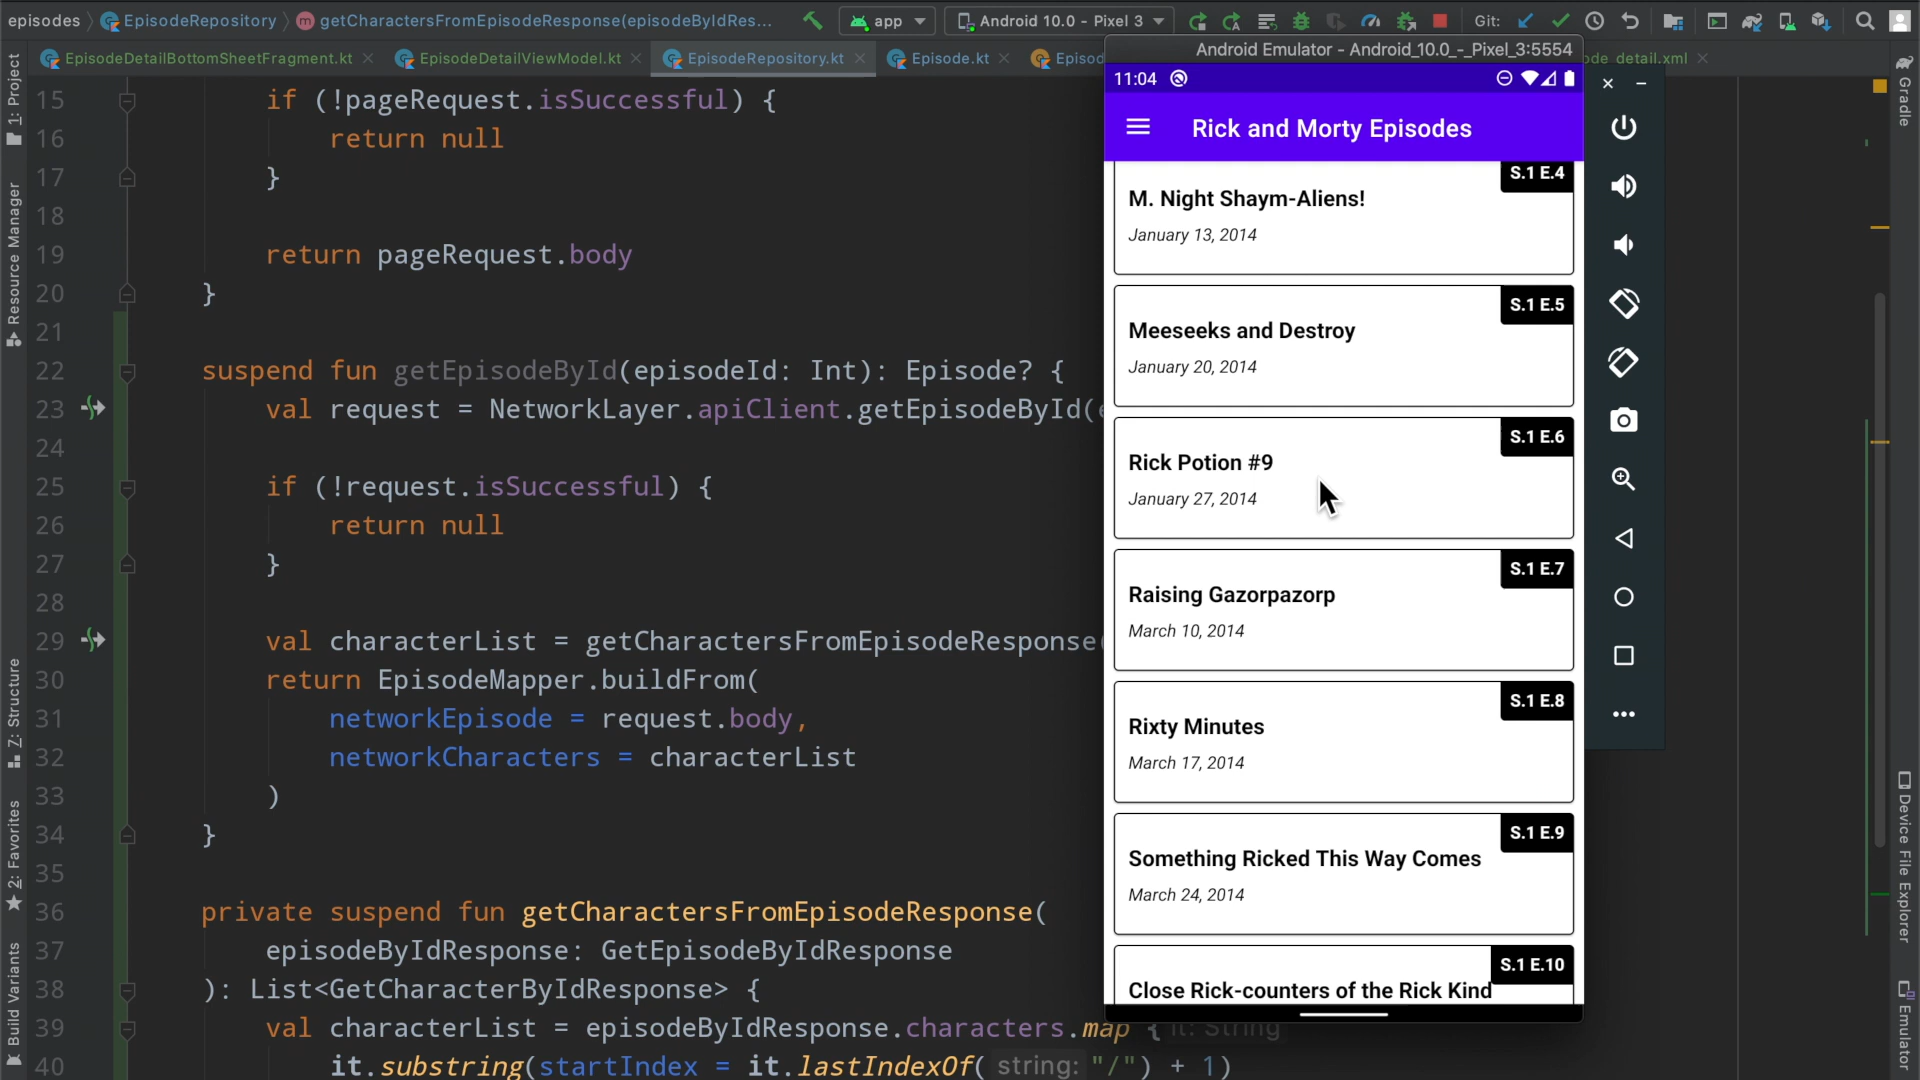 episodes EpisodeRepository getCharactersFromEpisodeResponse(episodeByIdRes... app Android 10.0 - Pixel 3 Git:
EpisodeDetailBottomSheetFragment.kt EpisodeDetailViewModel.kt EpisodeRepository.kt Episode.kt Episod de_detail.xml
Android Emulator - Android_10.0_-_Pixel_3:5554
1: Project
Resource Manager
Z: Structure
2: Favorites
Build Variants
15 if (!pageRequest.isSuccessful) {
16 return null
17 }
18
19 return pageRequest.body
20 }
21
22 suspend fun getEpisodeById(episodeId: Int): Episode? {
23 val request = NetworkLayer.apiClient.getEpisodeById(e
24
25 if (!request.isSuccessful) {
26 return null
27 }
28
29 val characterList = getCharactersFromEpisodeResponse(
30 return EpisodeMapper.buildFrom(
31 networkEpisode = request.body,
32 networkCharacters = characterList
33 )
34 }
35
36 private suspend fun getCharactersFromEpisodeResponse(
37 episodeByIdResponse: GetEpisodeByIdResponse
38 ): List<GetCharacterByIdResponse> {
39 val characterList = episodeByIdResponse.characters.map { it: String
40 it.substring(startIndex = it.lastIndexOf( string: "/") + 1)
11:04
Rick and Morty Episodes
S.1 E.4
M. Night Shaym-Aliens!
January 13, 2014
S.1 E.5
Meeseeks and Destroy
January 20, 2014
S.1 E.6
Rick Potion #9
January 27, 2014
S.1 E.7
Raising Gazorpazorp
March 10, 2014
S.1 E.8
Rixty Minutes
March 17, 2014
S.1 E.9
Something Ricked This Way Comes
March 24, 2014
S.1 E.10
Close Rick-counters of the Rick Kind
Gradle
Device File Explorer
Emulator